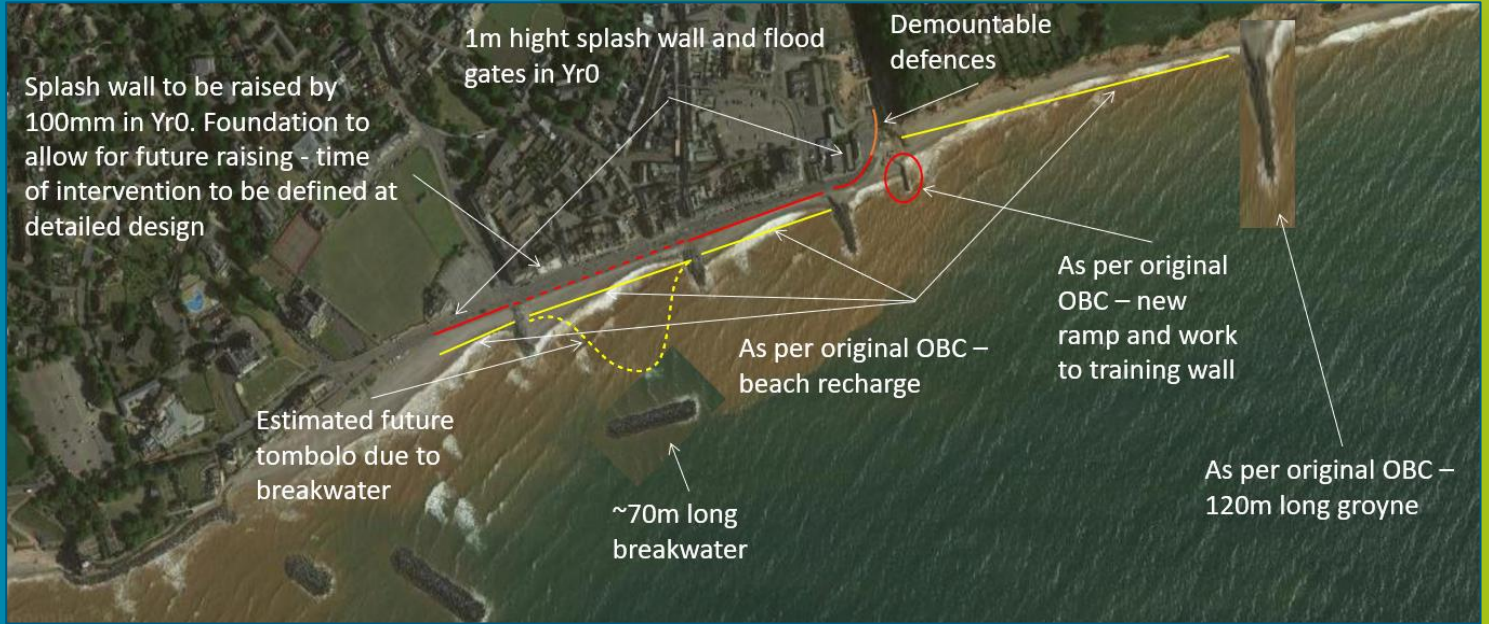 Splash wall to be raised by
100mm in Yr0. Foundation to
allow for future raising - time
of intervention to be defined at
detailed design
1m hight splash wall and flood
gates in Yr0
Demountable
defences
As per original
OBC – new
ramp and work
to training wall
As per original OBC –
beach recharge
Estimated future
tombolo due to
breakwater
~70m long
breakwater
As per original OBC –
120m long groyne